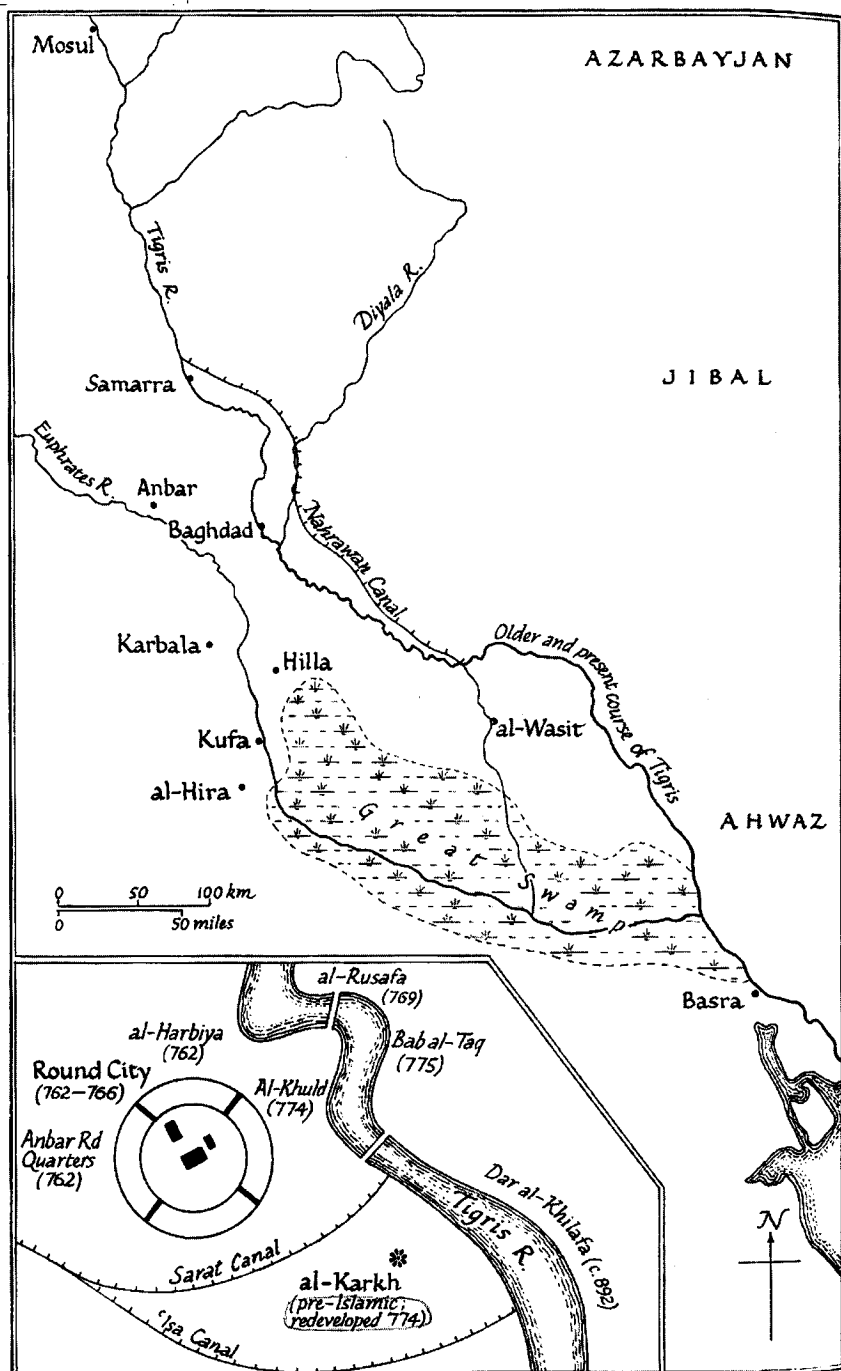 Mosul
AZARBAYJAN
Tigris R.
Diyala R.
Samarra
JIBAL
Euphrates R.
Anbar
Baghdad
Nahrawan Canal
Karbala
Hilla
Older and present course of Tigris
Kufa
al-Wasit
al-Hira
Great Swamp
AHWAZ
0 50 100 km
0 50 miles
Basra
al-Rusafa
(769)
al-Harbiya
(762)
Bab al-Taq
(775)
Round City
(762–766)
Al-Khuld
(774)
Anbar Rd
Quarters
(762)
Dar al-Khilafa (c.892)
Tigris R.
Sarat Canal
al-Karkh
(pre-Islamic;
redeveloped 774)
ʿIsa Canal
N